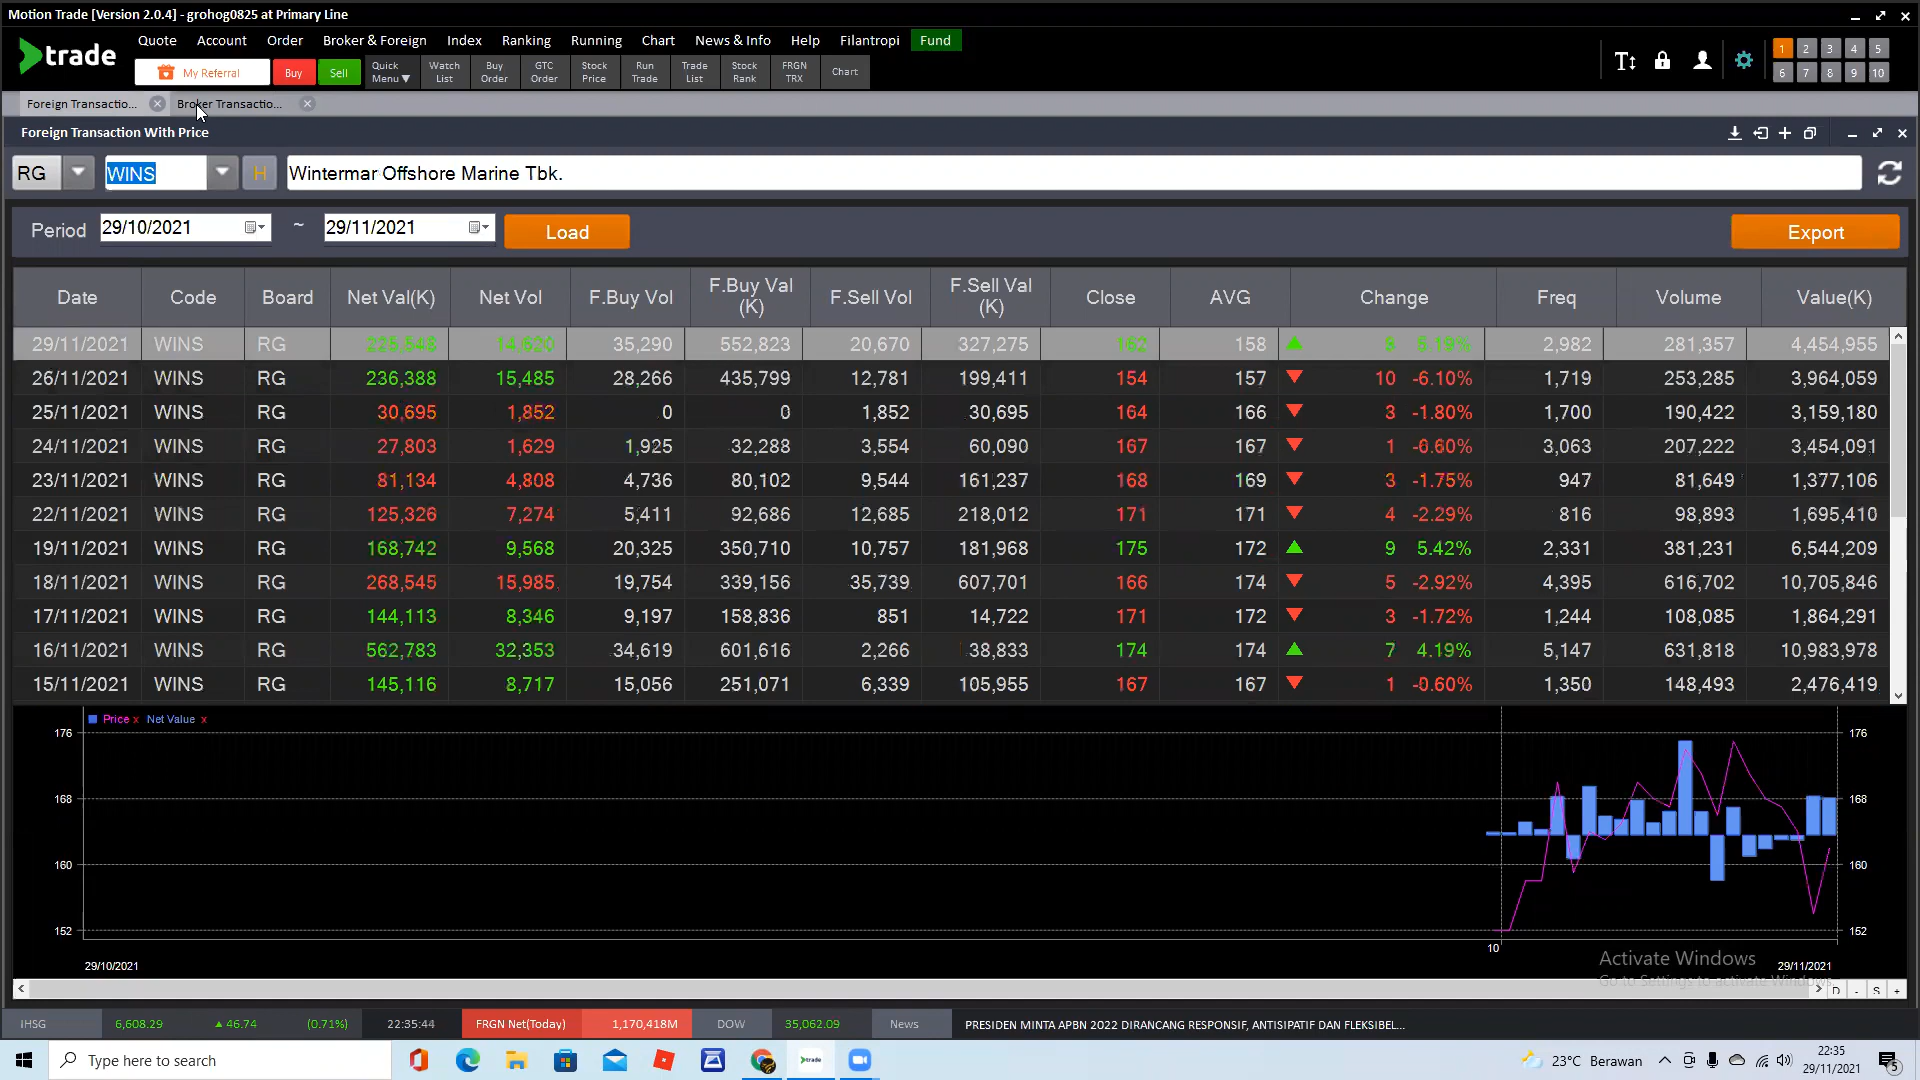 Motion Trade [Version 2.0.4] - grohog0825 at Primary Line
trade
Quote Account Order Broker & Foreign Index Ranking Running Chart News & Info Help Filantropi Fund
My Referral Buy Sell Quick Menu ▼ Watch List Buy Order GTC Order Stock Price Run Trade Trade List Stock Rank FRGN TRX Chart
1 2 3 4 5
6 7 8 9 10
Foreign Transactio... Broker Transactio...
Foreign Transaction With Price
RG WINS H Wintermar Offshore Marine Tbk.
Period 29/10/2021 ~ 29/11/2021 Load Export
Date Code Board Net Val(K) Net Vol F.Buy Vol F.Buy Val (K) F.Sell Vol F.Sell Val (K) Close AVG Change Freq Volume Value(K)
29/11/2021 WINS RG 225,548 14,620 35,290 552,823 20,670 327,275 162 158 8 5.19% 2,982 281,357 4,454,955
26/11/2021 WINS RG 236,388 15,485 28,266 435,799 12,781 199,411 154 157 10 -6.10% 1,719 253,285 3,964,059
25/11/2021 WINS RG 30,695 1,852 0 0 1,852 30,695 164 166 3 -1.80% 1,700 190,422 3,159,180
24/11/2021 WINS RG 27,803 1,629 1,925 32,288 3,554 60,090 167 167 1 -0.60% 3,063 207,222 3,454,091
23/11/2021 WINS RG 81,134 4,808 4,736 80,102 9,544 161,237 168 169 3 -1.75% 947 81,649 1,377,106
22/11/2021 WINS RG 125,326 7,274 5,411 92,686 12,685 218,012 171 171 4 -2.29% 816 98,893 1,695,410
19/11/2021 WINS RG 168,742 9,568 20,325 350,710 10,757 181,968 175 172 9 5.42% 2,331 381,231 6,544,209
18/11/2021 WINS RG 268,545 15,985 19,754 339,156 35,739 607,701 166 174 5 -2.92% 4,395 616,702 10,705,846
17/11/2021 WINS RG 144,113 8,346 9,197 158,836 851 14,722 171 172 3 -1.72% 1,244 108,085 1,864,291
16/11/2021 WINS RG 562,783 32,353 34,619 601,616 2,266 38,833 174 174 7 4.19% 5,147 631,818 10,983,978
15/11/2021 WINS RG 145,116 8,717 15,056 251,071 6,339 105,955 167 167 1 -0.60% 1,350 148,493 2,476,419
Price x Net Value x
176 176
168 168
160 160
152 152
10
29/10/2021 29/11/2021
Activate Windows
Go to Settings to activate Windows.
D - S +
IHSG 6,608.29 ▲ 46.74 (0.71%) 22:35:44 FRGN Net(Today) 1,170,418M DOW 35,062.09 News PRESIDEN MINTA APBN 2022 DIRANCANG RESPONSIF, ANTISIPATIF DAN FLEKSIBEL...
Type here to search trade 23°C Berawan 22:35
29/11/2021 5